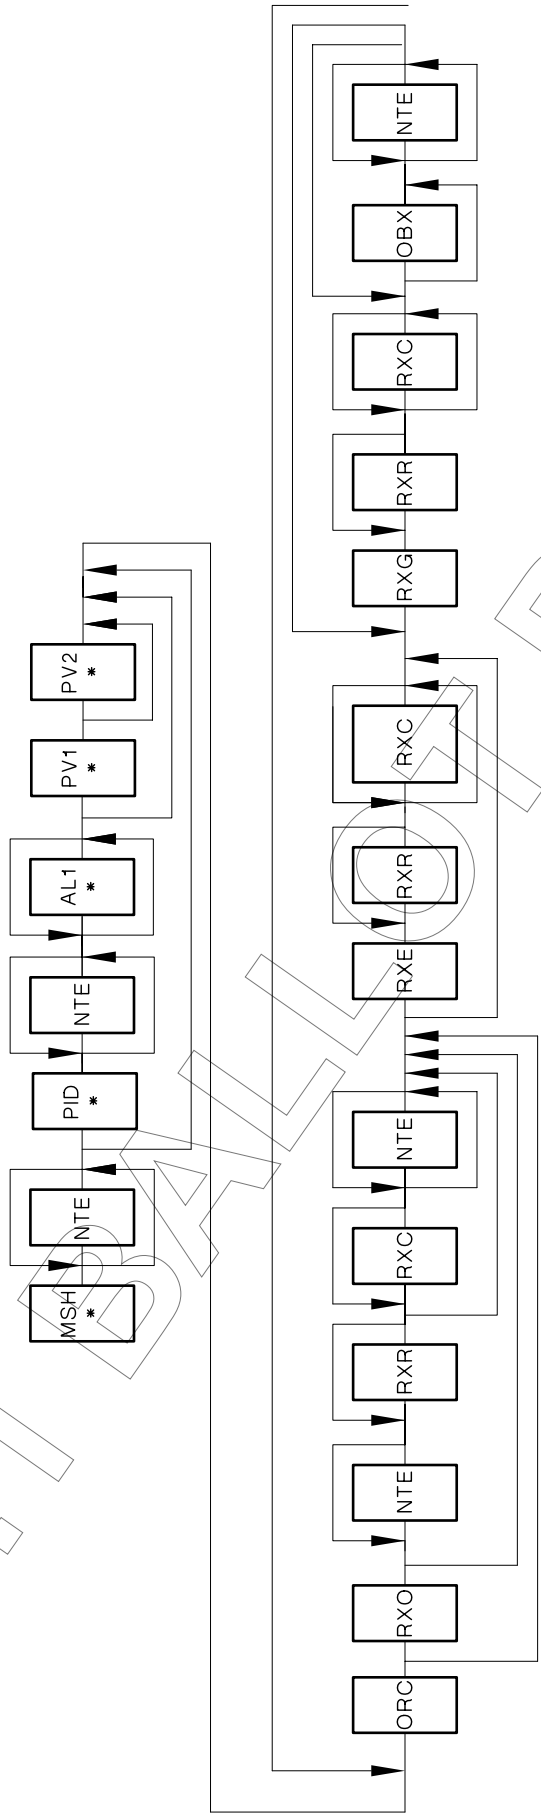 MSH
*
NTE
PID
*
NTE
AL1
*
PV1
*
PV2
*
ORC
RXO
NTE
RXR
RXC
NTE
RXE
RXR
RXC
RXG
RXR
RXC
OBX
NTE
BALLOT